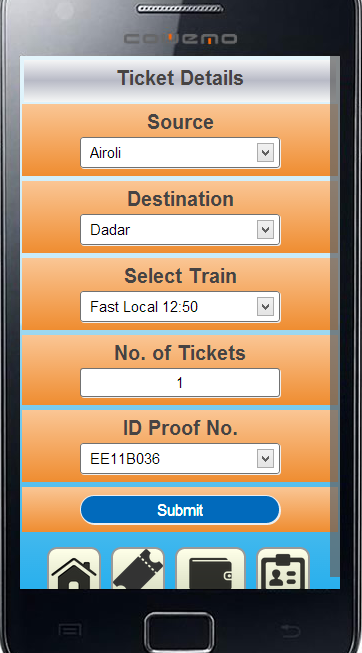 cowemo
Ticket Details
Source
Airoli
Destination
Dadar
Select Train
Fast Local 12:50
No. of Tickets
1
ID Proof No.
EE11B036
Submit